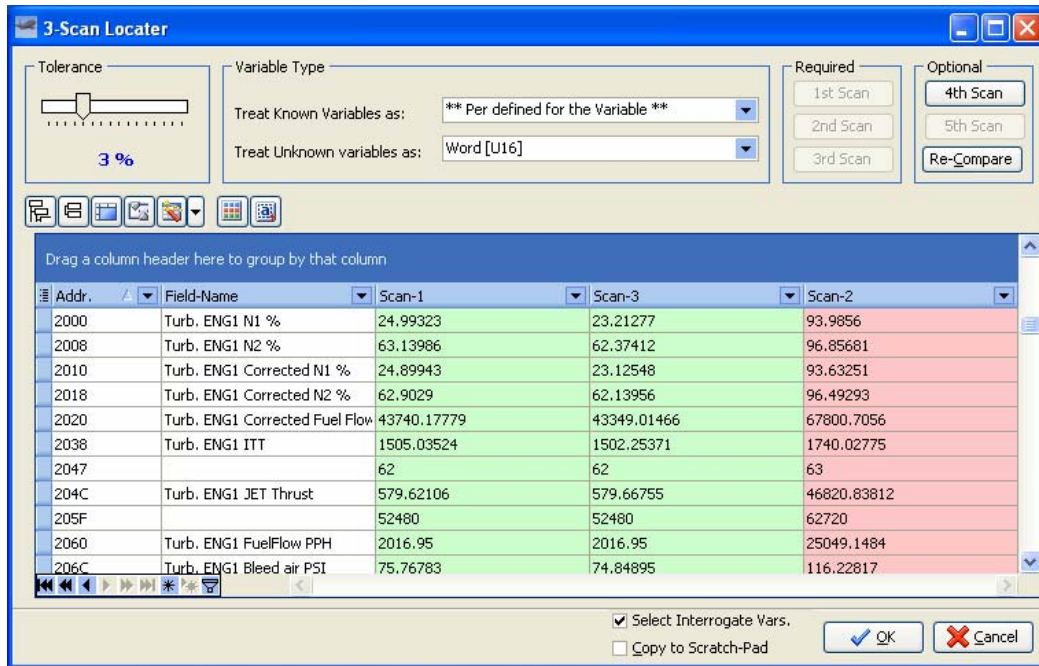 3-Scan Locater
Tolerance
3 %
Variable Type
Treat Known Variables as: ** Per defined for the Variable **
Treat Unknown variables as: Word [U16]
Required
1st Scan
2nd Scan
3rd Scan
Optional
4th Scan
5th Scan
Re-Compare
Drag a column header here to group by that column
Addr. Field-Name Scan-1 Scan-3 Scan-2
2000 Turb. ENG1 N1 % 24.99323 23.21277 93.9856
2008 Turb. ENG1 N2 % 63.13986 62.37412 96.85681
2010 Turb. ENG1 Corrected N1 % 24.89943 23.12548 93.63251
2018 Turb. ENG1 Corrected N2 % 62.9029 62.13956 96.49293
2020 Turb. ENG1 Corrected Fuel Flow 43740.17779 43349.01466 67800.7056
2038 Turb. ENG1 ITT 1505.03524 1502.25371 1740.02775
2047 62 62 63
204C Turb. ENG1 JET Thrust 579.62106 579.66755 46820.83812
205F 52480 52480 62720
2060 Turb. ENG1 FuelFlow PPH 2016.95 2016.95 25049.1484
206C Turb. ENG1 Bleed air PSI 75.76783 74.84895 116.22817
Select Interrogate Vars.
Copy to Scratch-Pad
OK
Cancel